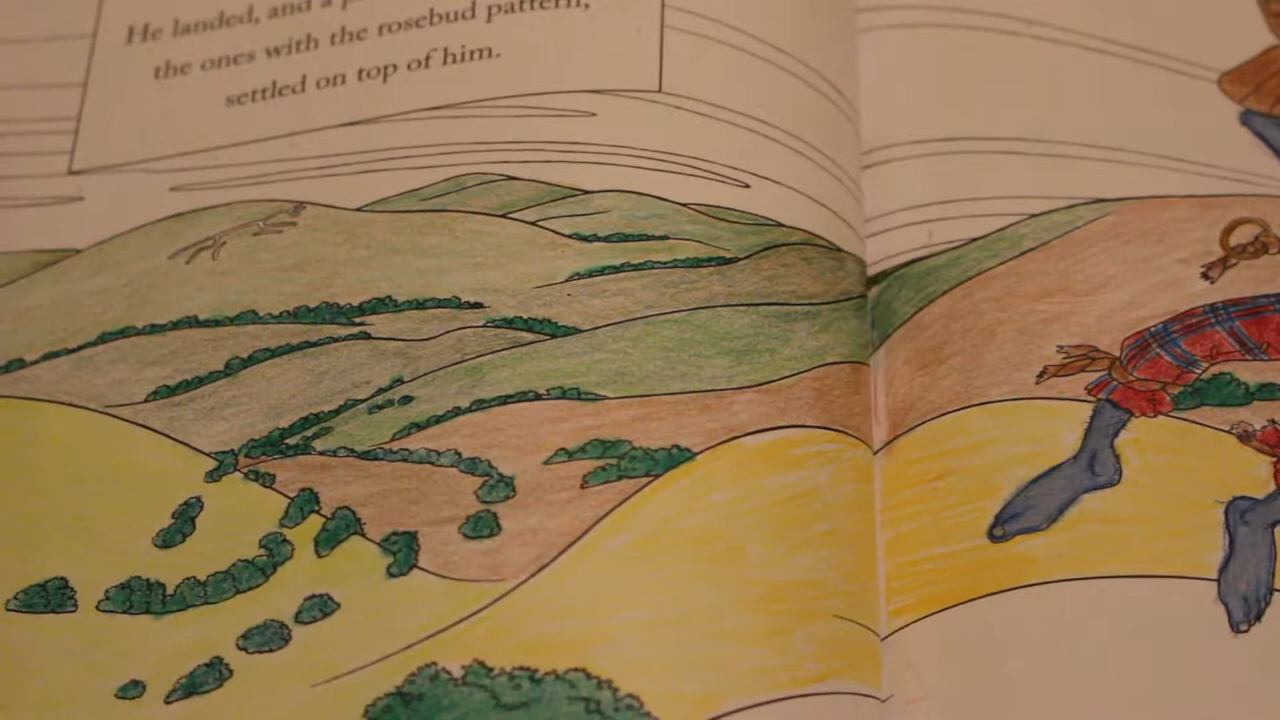 He landed, and a
the ones with the rosebud pattern,
settled on top of him.